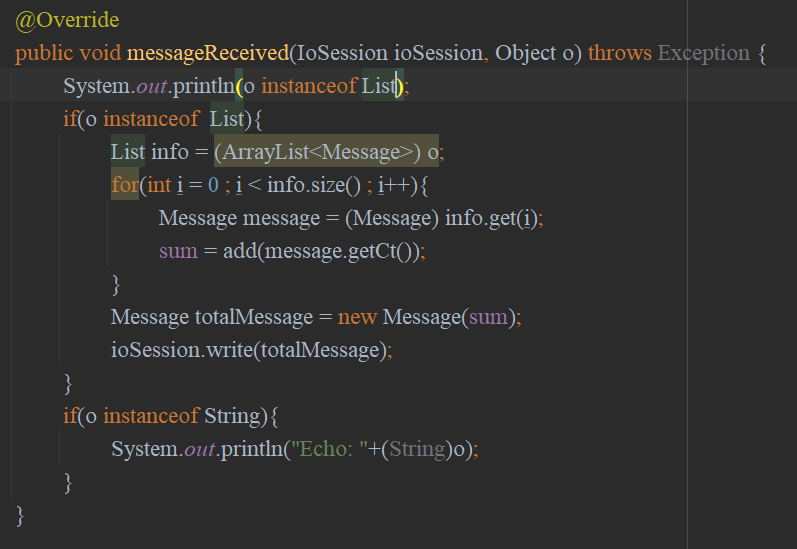 @Override
public void messageReceived(IoSession ioSession, Object o) throws Exception {
System.out.println(o instanceof List);
if(o instanceof  List){
List info = (ArrayList<Message>) o;
for(int i = 0 ; i < info.size() ; i++){
Message message = (Message) info.get(i);
sum = add(message.getCt());
}
Message totalMessage = new Message(sum);
ioSession.write(totalMessage);
}
if(o instanceof String){
System.out.println("Echo: "+(String)o);
}
}